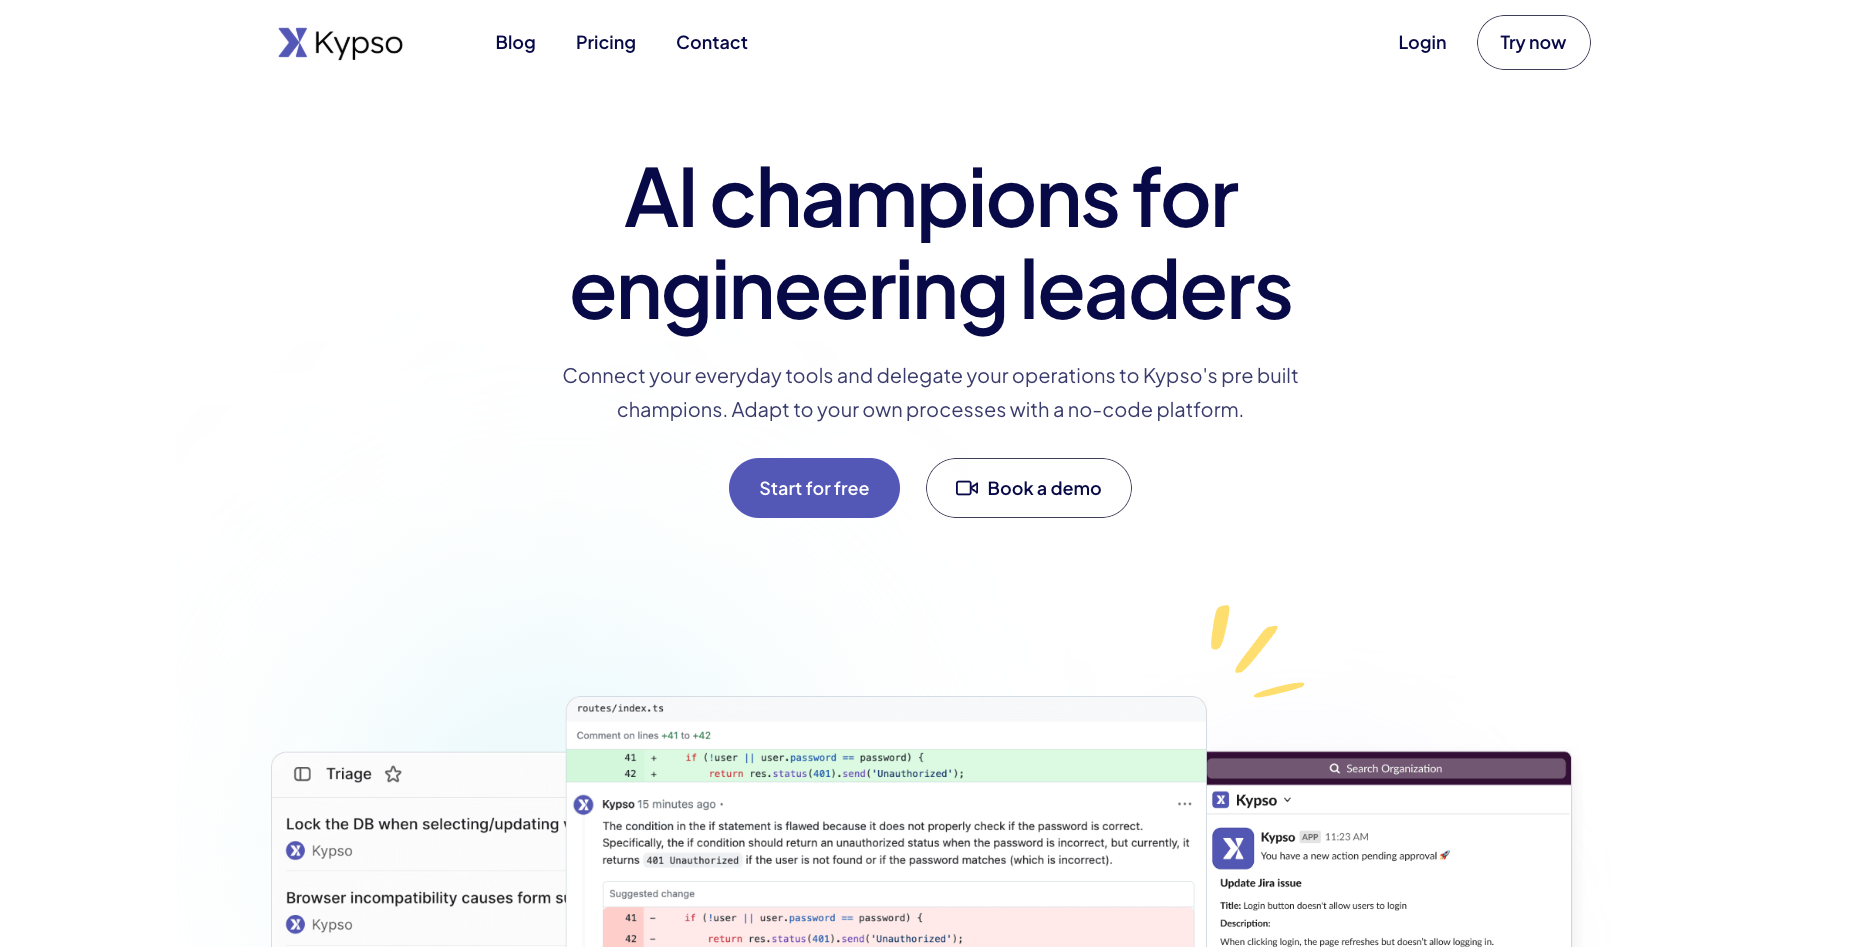 Kypso
Blog
Pricing
Contact
Login
Try now
AI champions for
engineering leaders
Connect your everyday tools and delegate your operations to Kypso's pre built
champions. Adapt to your own processes with a no-code platform.
Start for free
Book a demo
Triage
Lock the DB when selecting/updating
Kypso
Browser incompatibility causes form
Kypso
routes/index.ts
Comment on lines +41 to +42
41 + if (!user || user.password == password) {
42 + return res.status(401).send('Unauthorized');
Kypso 15 minutes ago •
The condition in the if statement is flawed because it does not properly check if the password is correct.
Specifically, the if condition should return an unauthorized status when the password is incorrect, but currently, it
returns 401 Unauthorized if the user is not found or if the password matches (which is incorrect).
Suggested change
41 - if (!user || user.password == password) {
42 - return res.status(401).send('Unauthorized');
Search Organization
Kypso
Kypso APP 11:23 AM
You have a new action pending approval 🚀
Update Jira issue
Title: Login button doesn't allow users to login
Description:
When clicking login, the page refreshes but doesn't allow logging in.